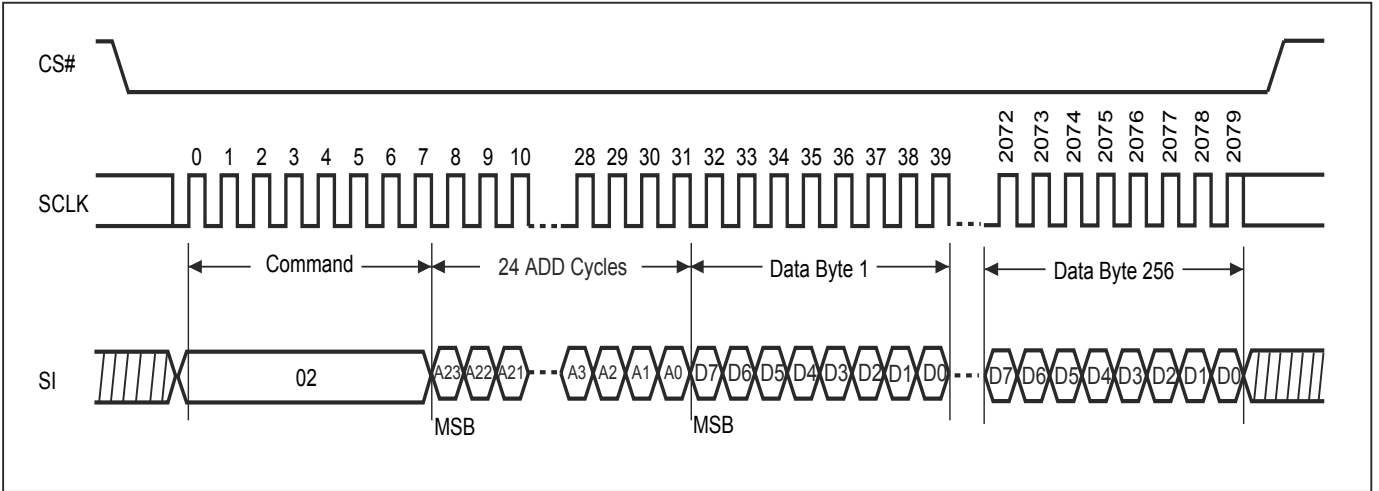 CS#
2072 2073 2074 2075 2076 2077 2078 2079
0 1 2 3 4 5 6 7 8 9 10 28 29 30 31 32 33 34 35 36 37 38 39
SCLK
Command 24 ADD Cycles Data Byte 1 Data Byte 256
SI 02 A23 A22 A21 A3 A2 A1 A0 D7 D6 D5 D4 D3 D2 D1 D0 D7 D6 D5 D4 D3 D2 D1 D0
MSB MSB